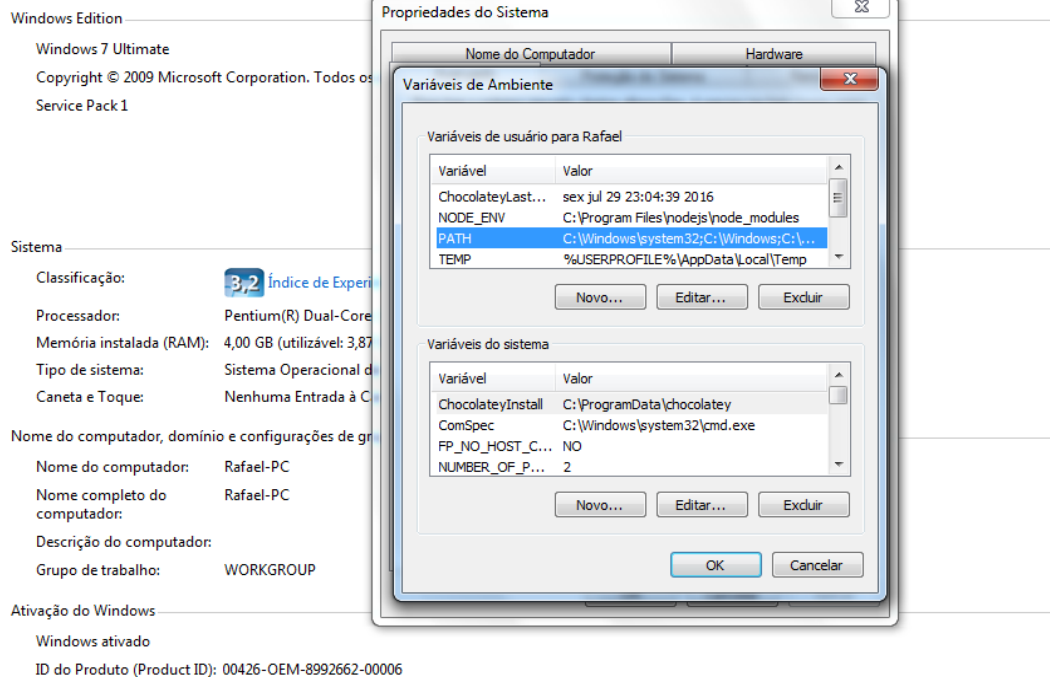 Windows Edition
Windows 7 Ultimate
Copyright © 2009 Microsoft Corporation. Todos os
Service Pack 1
Sistema
Classificação:
3,2 Índice de Experi
Processador: Pentium(R) Dual-Core
Memória instalada (RAM): 4,00 GB (utilizável: 3,87
Tipo de sistema: Sistema Operacional d
Caneta e Toque: Nenhuma Entrada à C
Nome do computador, domínio e configurações de gr
Nome do computador: Rafael-PC
Nome completo do computador: Rafael-PC
Descrição do computador:
Grupo de trabalho: WORKGROUP
Ativação do Windows
Windows ativado
ID do Produto (Product ID): 00426-OEM-8992662-00006
Propriedades do Sistema
Nome do Computador Hardware
Variáveis de Ambiente
Variáveis de usuário para Rafael
Variável Valor
ChocolateyLast... sex jul 29 23:04:39 2016
NODE_ENV C:\Program Files\nodejs\node_modules
PATH C:\Windows\system32;C:\Windows;C:\...
TEMP %USERPROFILE%\AppData\Local\Temp
Novo... Editar... Excluir
Variáveis do sistema
Variável Valor
ChocolateyInstall C:\ProgramData\chocolatey
ComSpec C:\Windows\system32\cmd.exe
FP_NO_HOST_C... NO
NUMBER_OF_P... 2
Novo... Editar... Excluir
OK Cancelar